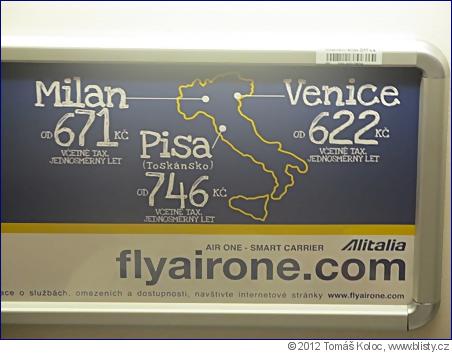 Milan
OD 671 KČ
VČETNĚ TAX.
JEDNOSMĚRNÝ LET
Venice
OD 622 KČ
VČETNĚ TAX.
JEDNOSMĚRNÝ LET
Pisa
(Toskánsko)
OD 746 KČ
VČETNĚ TAX.
JEDNOSMĚRNÝ LET
AIR ONE - SMART CARRIER
Alitalia
flyairone.com
ace o službách, omezeních a dostupnosti, navštivte internetové stránky www.flyairone.com
© 2012 Tomáš Koloc, www.blisty.cz